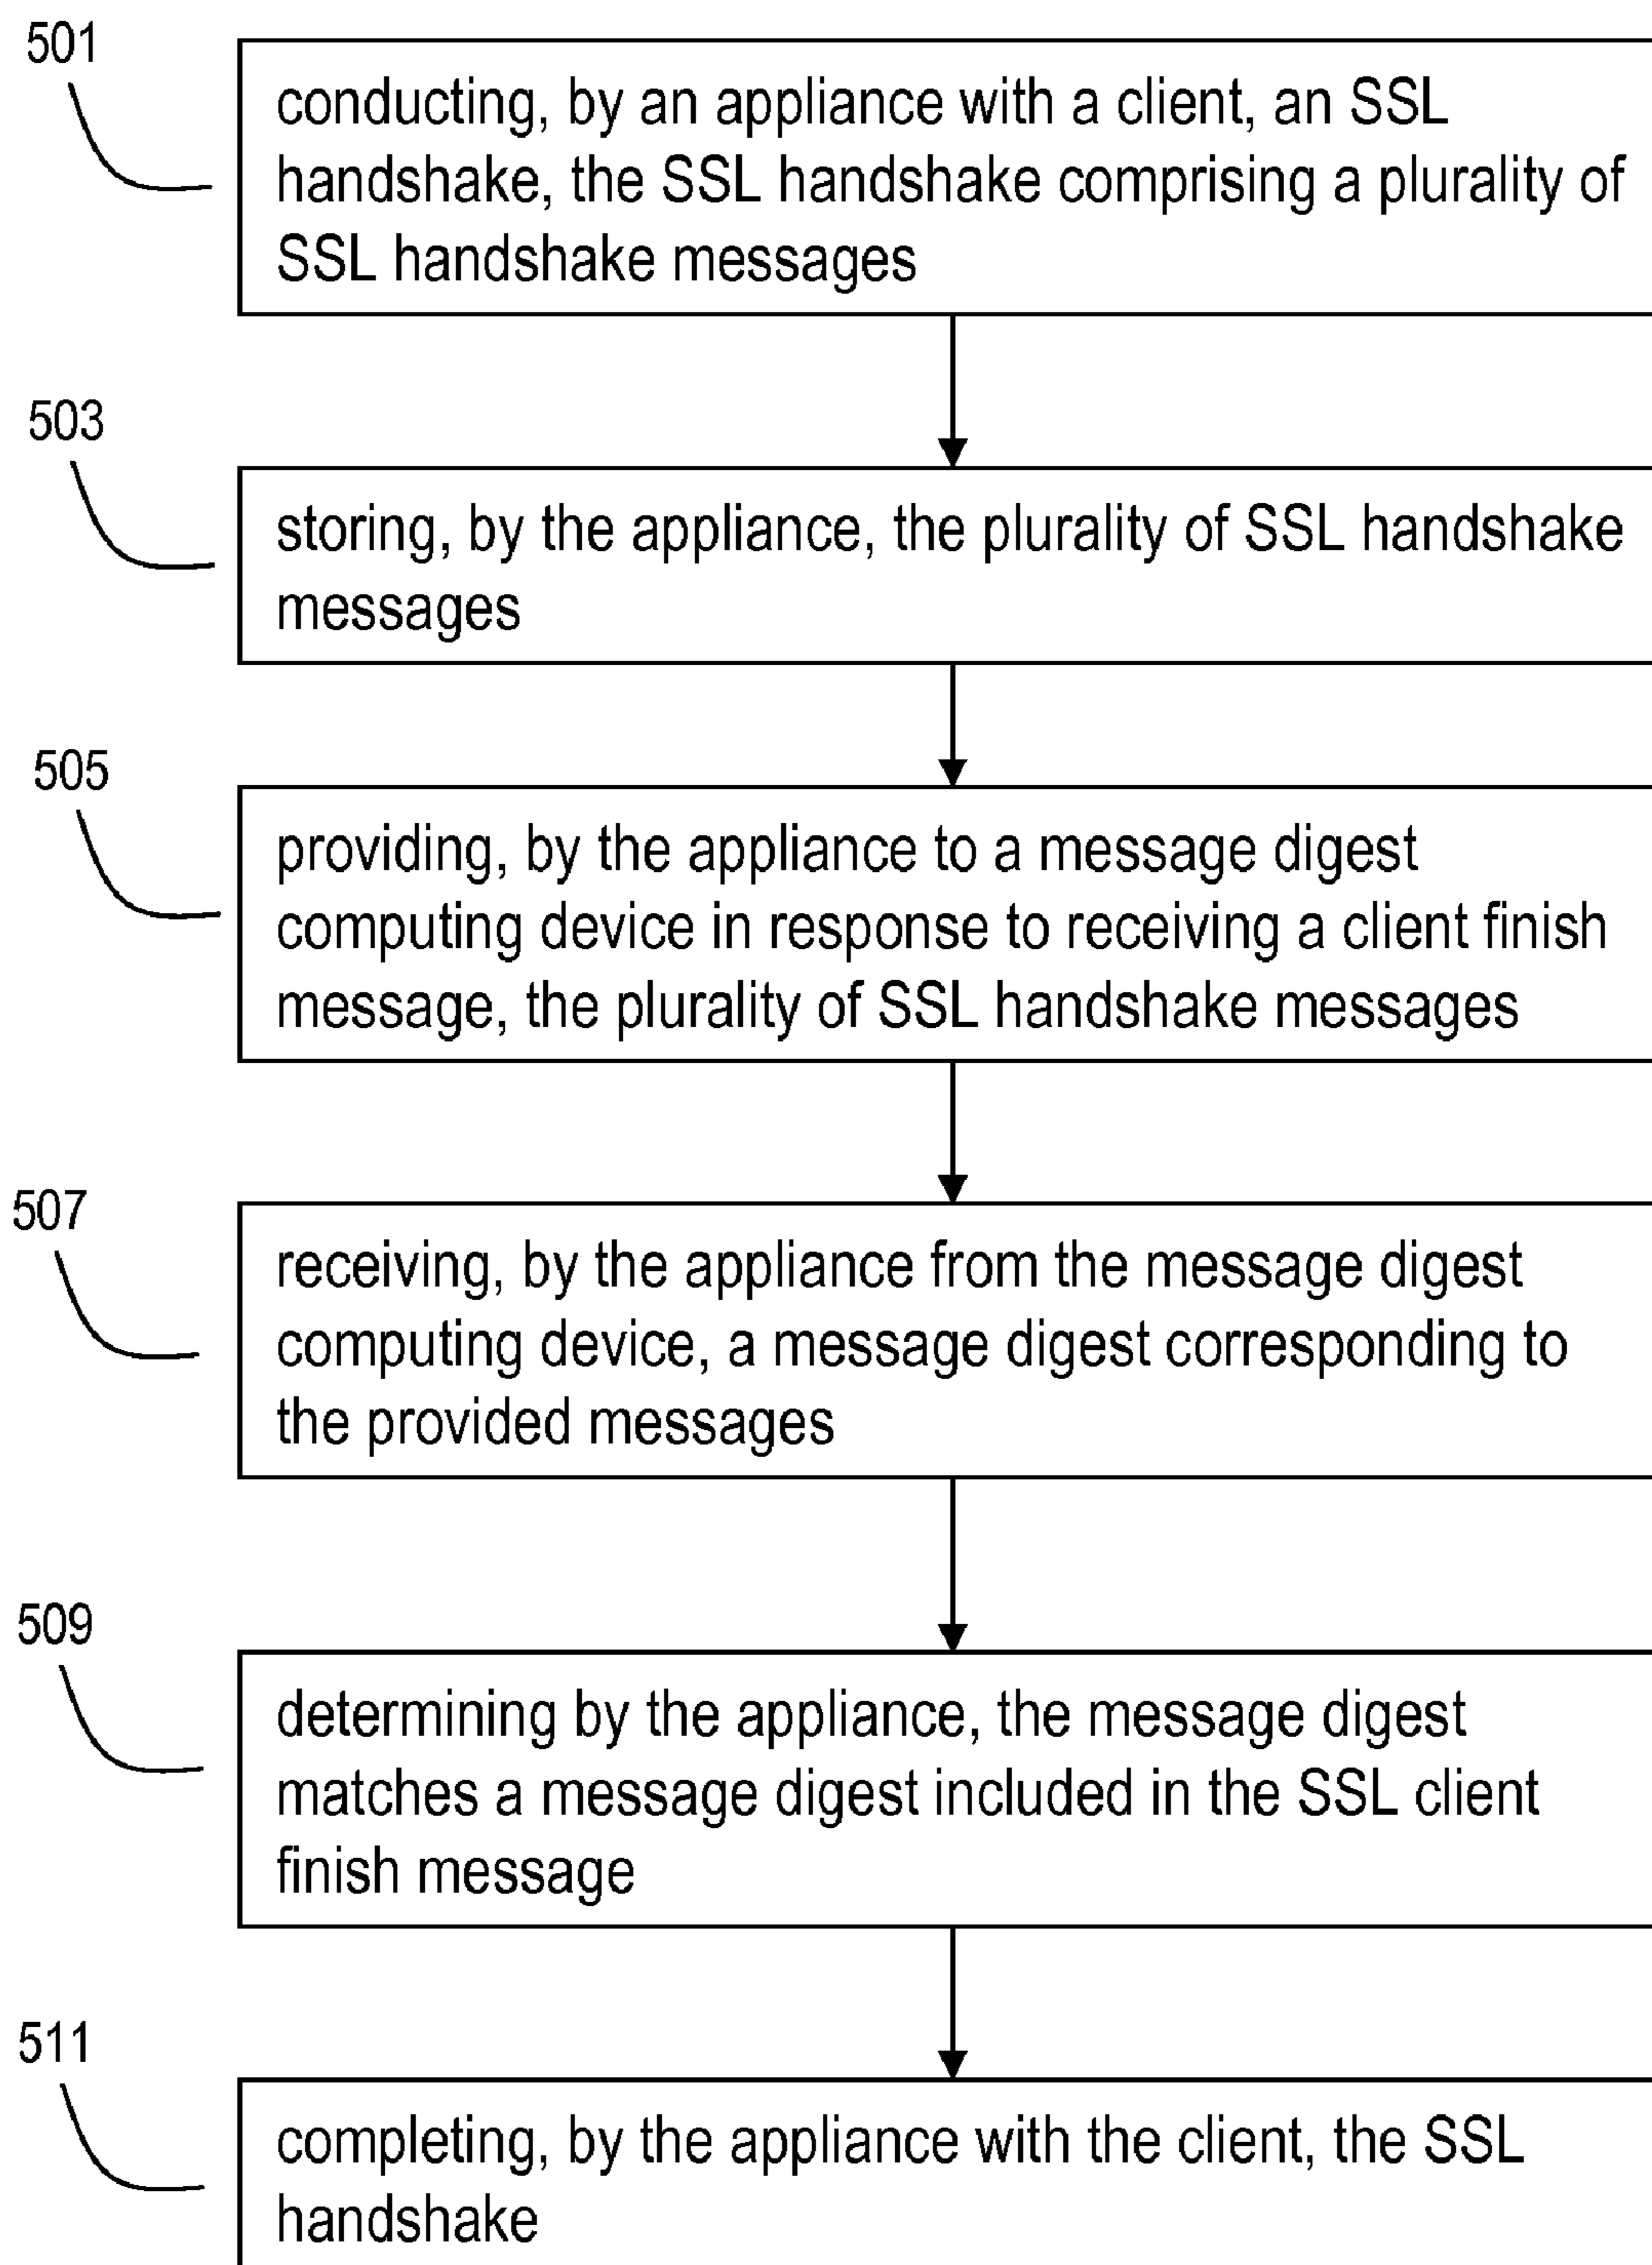 501
conducting, by an appliance with a client, an SSL
handshake, the SSL handshake comprising a plurality of
SSL handshake messages
503
storing, by the appliance, the plurality of SSL handshake
messages
505
providing, by the appliance to a message digest
computing device in response to receiving a client finish
message, the plurality of SSL handshake messages
507
receiving, by the appliance from the message digest
computing device, a message digest corresponding to
the provided messages
509
determining by the appliance, the message digest
matches a message digest included in the SSL client
finish message
511
completing, by the appliance with the client, the SSL
handshake